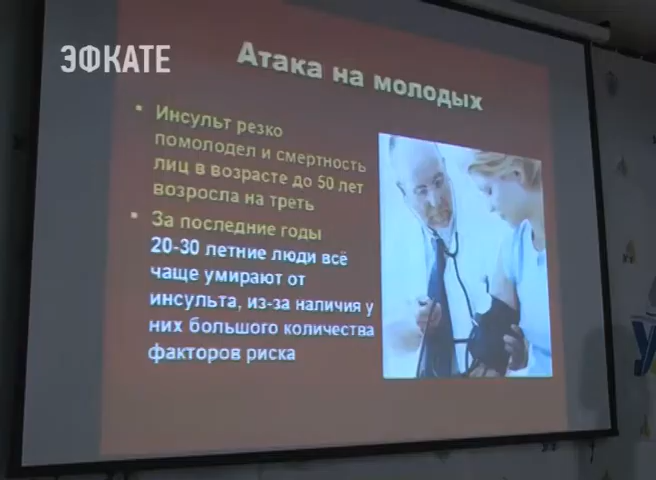 ЭФКАТЕ
Атака на молодых
▪ Инсульт резко
помолодел и смертность
лиц в возрасте до 50 лет
возросла на треть
▪ За последние годы
20-30 летние люди всё
чаще умирают от
инсульта, из-за наличия у
них большого количества
факторов риска